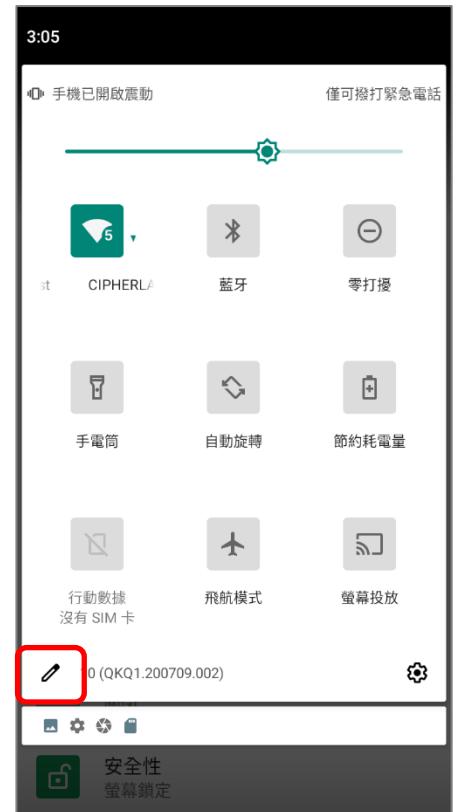 3:05
手機已開啟震動 僅可撥打緊急電話
5
st CIPHERLA 藍牙 零打擾
手電筒 自動旋轉 節約耗電量
行動數據 飛航模式 螢幕投放
沒有 SIM 卡
0 (QKQ1.200709.002)
安全性
螢幕鎖定